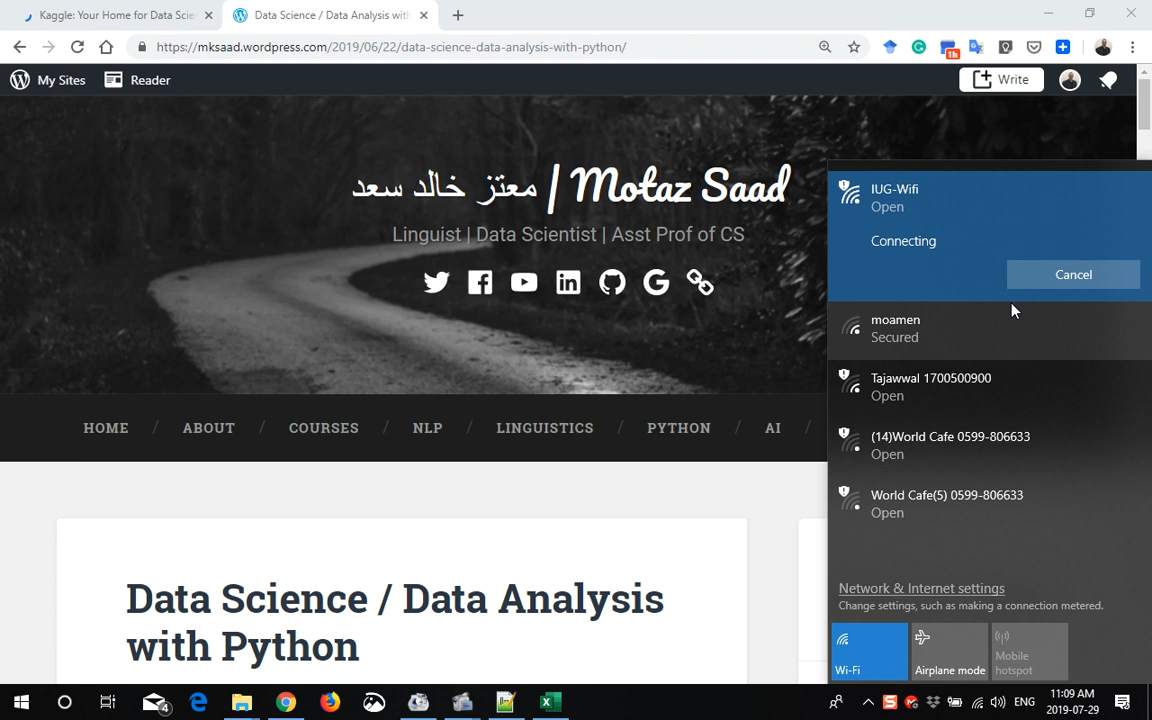 Kaggle: Your Home for Data Scie
Data Science / Data Analysis with
https://mksaad.wordpress.com/2019/06/22/data-science-data-analysis-with-python/
1h
My Sites
Reader
Write
معتز خالد سعد | Motaz Saad
Linguist | Data Scientist | Asst Prof of CS
HOME / ABOUT / COURSES / NLP / LINGUISTICS / PYTHON / AI /
Data Science / Data Analysis
with Python
IUG-Wifi
Open
Connecting
Cancel
moamen
Secured
Tajawwal 1700500900
Open
(14)World Cafe 0599-806633
Open
World Cafe(5) 0599-806633
Open
Network & Internet settings
Change settings, such as making a connection metered.
Wi-Fi
Airplane mode
Mobile
hotspot
4
ENG
11:09 AM
2019-07-29